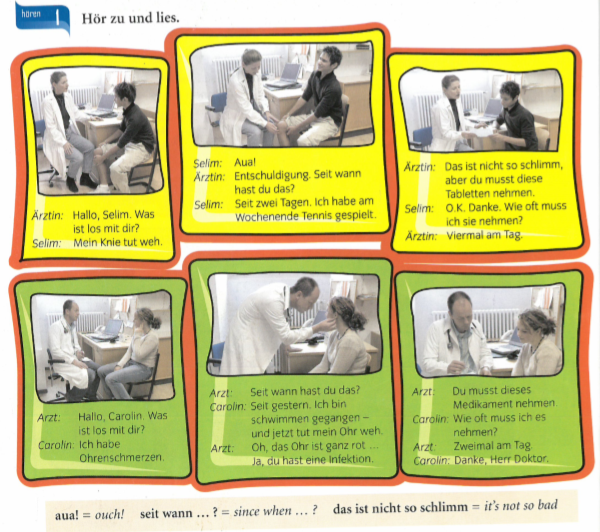 hören 1
Hör zu und lies.
Ärztin: Hallo, Selim. Was
ist los mit dir?
Selim: Mein Knie tut weh.
Selim: Aua!
Ärztin: Entschuldigung. Seit wann
hast du das?
Selim: Seit zwei Tagen. Ich habe am
Wochenende Tennis gespielt.
Ärztin: Das ist nicht so schlimm,
aber du musst diese
Tabletten nehmen.
Selim: O.K. Danke. Wie oft muss
ich sie nehmen?
Ärztin: Viermal am Tag.
Arzt: Hallo, Carolin. Was
ist los mit dir?
Carolin: Ich habe
Ohrenschmerzen.
Arzt: Seit wann hast du das?
Carolin: Seit gestern. Ich bin
schwimmen gegangen –
und jetzt tut mein Ohr weh.
Arzt: Oh, das Ohr ist ganz rot ...
Ja, du hast eine Infektion.
Arzt: Du musst dieses
Medikament nehmen.
Carolin: Wie oft muss ich es
nehmen?
Arzt: Zweimal am Tag.
Carolin: Danke, Herr Doktor.
aua! = ouch! seit wann ... ? = since when ... ? das ist nicht so schlimm = it's not so bad